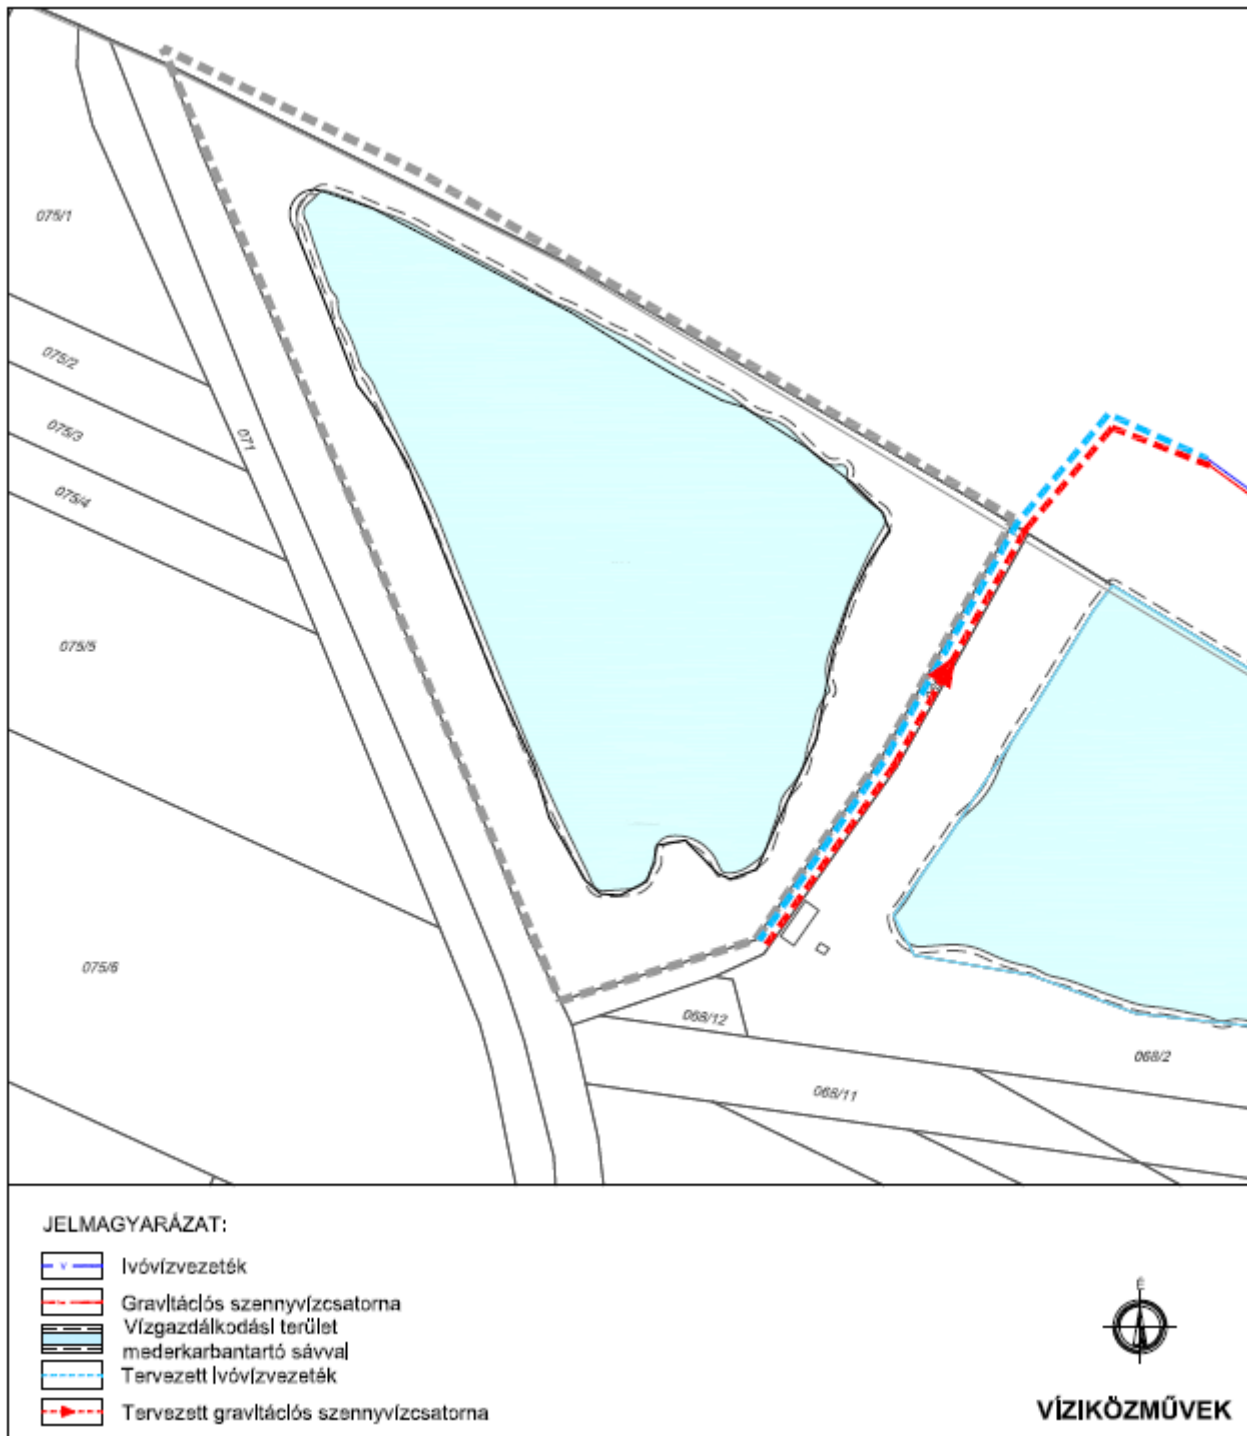 075/1
075/2
075/3
075/4
071
075/5
075/6
068/12
068/2
068/11
JELMAGYARÁZAT:
v Ivóvízvezeték
Gravitációs szennyvízcsatorna
Vízgazdálkodási terület
mederkarbantartó sávval
Tervezett ivóvízvezeték
Tervezett gravitációs szennyvízcsatorna
É
VÍZIKÖZMŰVEK